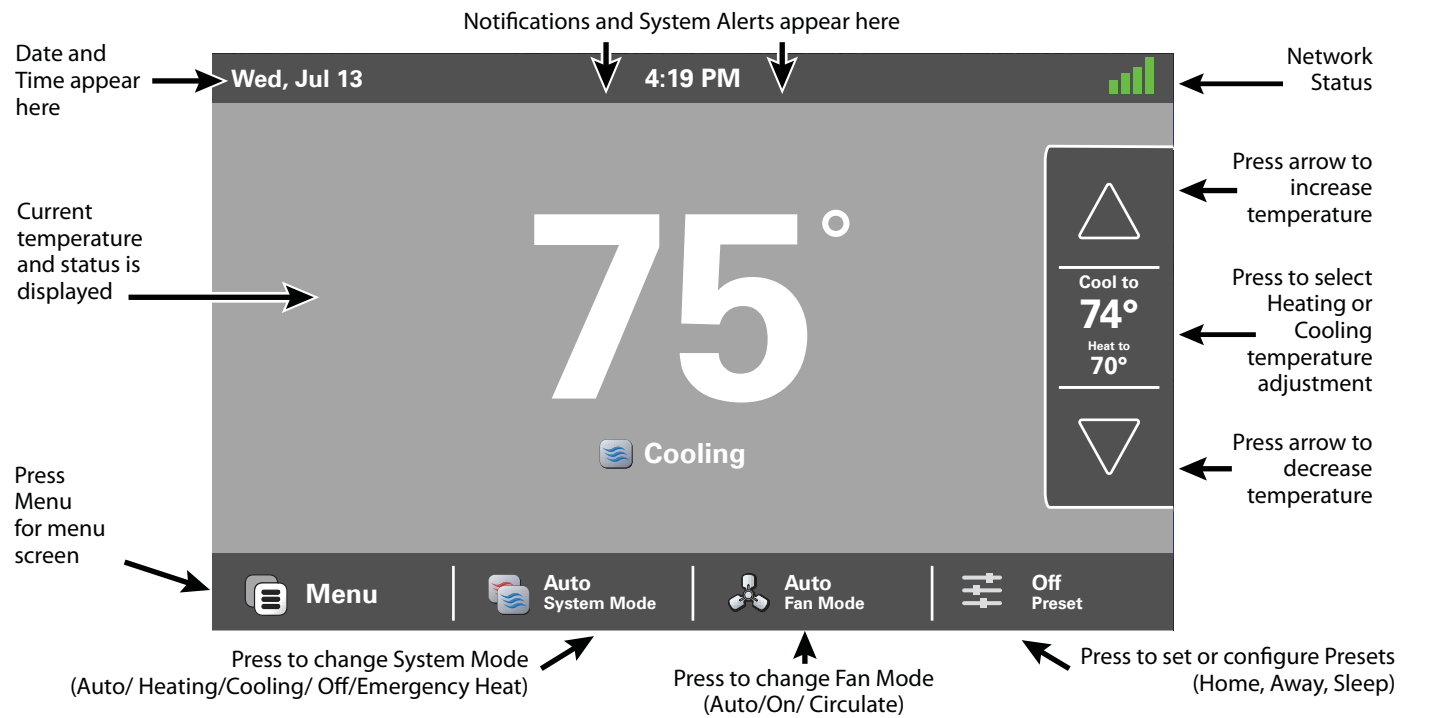 Notifications and System Alerts appear here
Date and
Time appear
here
Wed, Jul 13
4:19 PM
Network
Status
Press arrow to
increase
temperature
Current
temperature
and status is
displayed
75°
Cooling
Cool to
74°
Heat to
70°
Press to select
Heating or
Cooling
temperature
adjustment
Press arrow to
decrease
temperature
Press
Menu
for menu
screen
Menu
Auto
System Mode
Auto
Fan Mode
Off
Preset
Press to change System Mode
(Auto/ Heating/Cooling/ Off/Emergency Heat)
Press to change Fan Mode
(Auto/On/ Circulate)
Press to set or configure Presets
(Home, Away, Sleep)